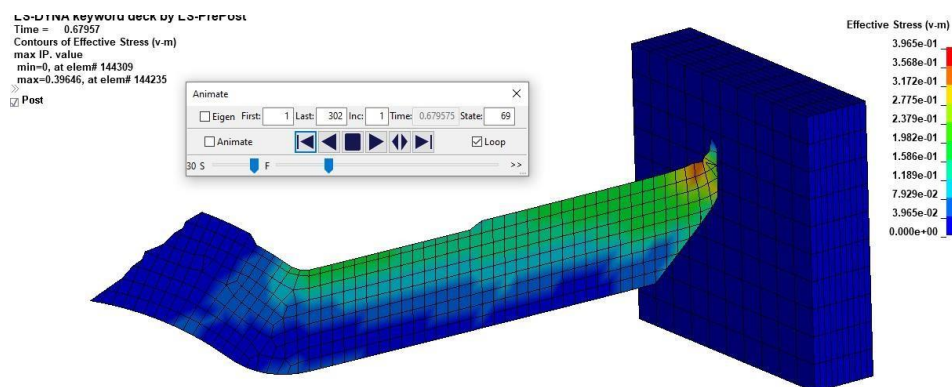 LS-DYNA keyword deck by LS-PrePost
Time = 0.67957
Contours of Effective Stress (v-m)
max IP. value
min=0, at elem# 144309
max=0.39646, at elem# 144235
Post
Animate
Eigen First: 1 Last: 302 Inc: 1 Time: 0.679575 State: 69
Animate Loop
30 S F >>
Effective Stress (v-m)
3.965e-01
3.568e-01
3.172e-01
2.775e-01
2.379e-01
1.982e-01
1.586e-01
1.189e-01
7.929e-02
3.965e-02
0.000e+00